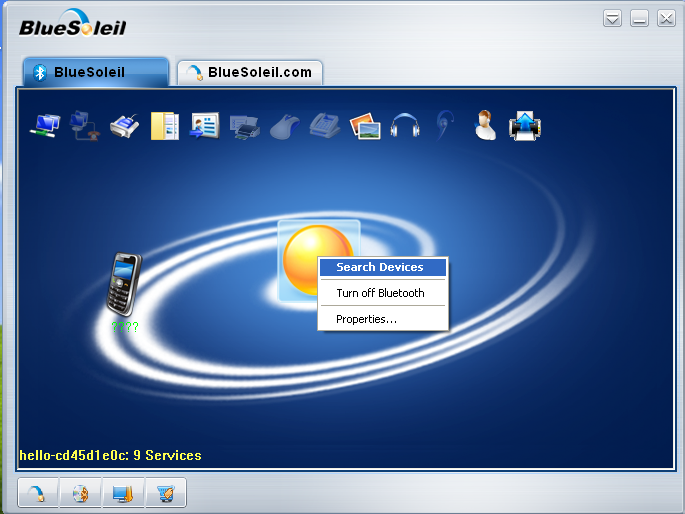 BlueSoleil
BlueSoleil
BlueSoleil.com
Search Devices
Turn off Bluetooth
Properties...
????
hello-cd45d1e0c: 9 Services